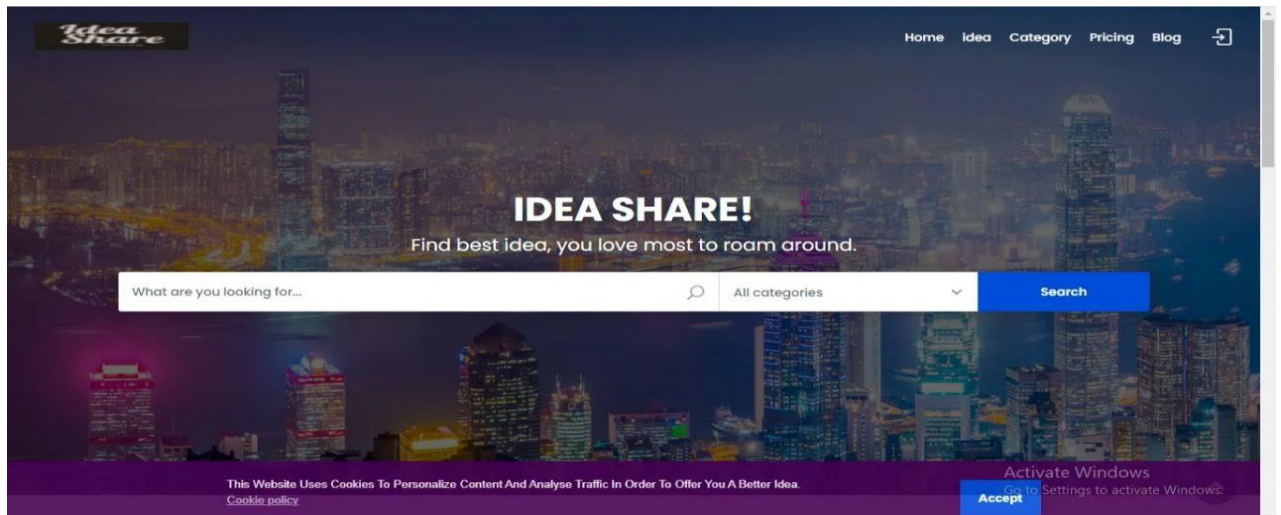 Idea
Share
Home idea Category Pricing Blog
IDEA SHARE!
Find best idea, you love most to roam around.
What are you looking for... All categories Search
This Website Uses Cookies To Personalize Content And Analyse Traffic In Order To Offer You A Better Idea.
Cookie policy
Accept
Activate Windows
Go to Settings to activate Windows.